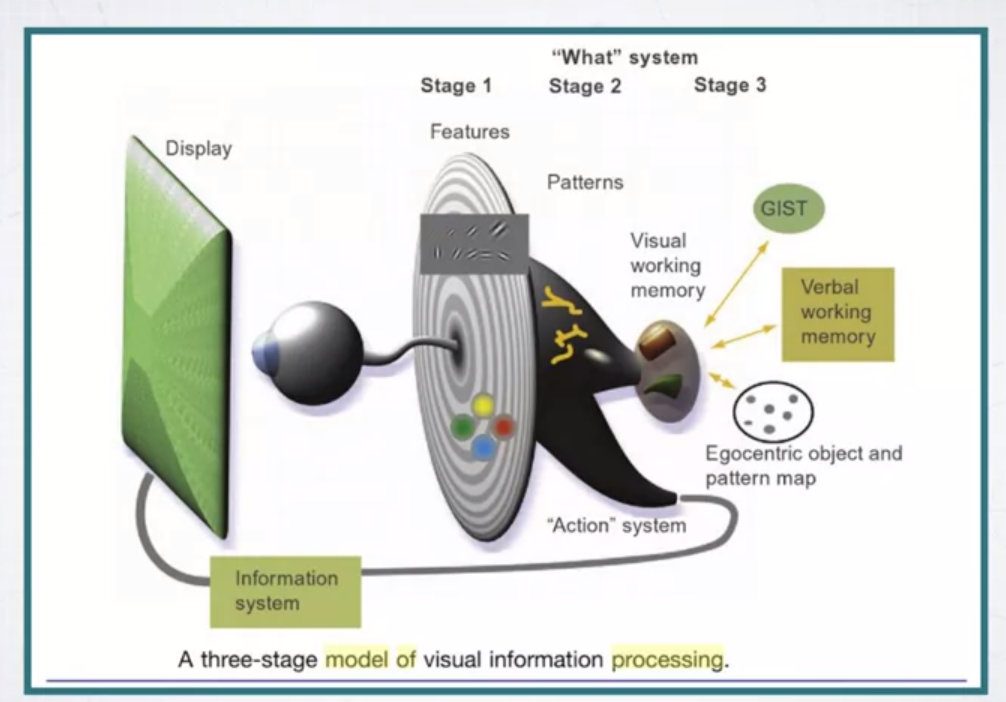 “What” system
Stage 1
Stage 2
Stage 3
Features
Display
Patterns
GIST
Visual
working
memory
Verbal
working
memory
Egocentric object and
pattern map
“Action” system
Information
system
A three-stage model of visual information processing.